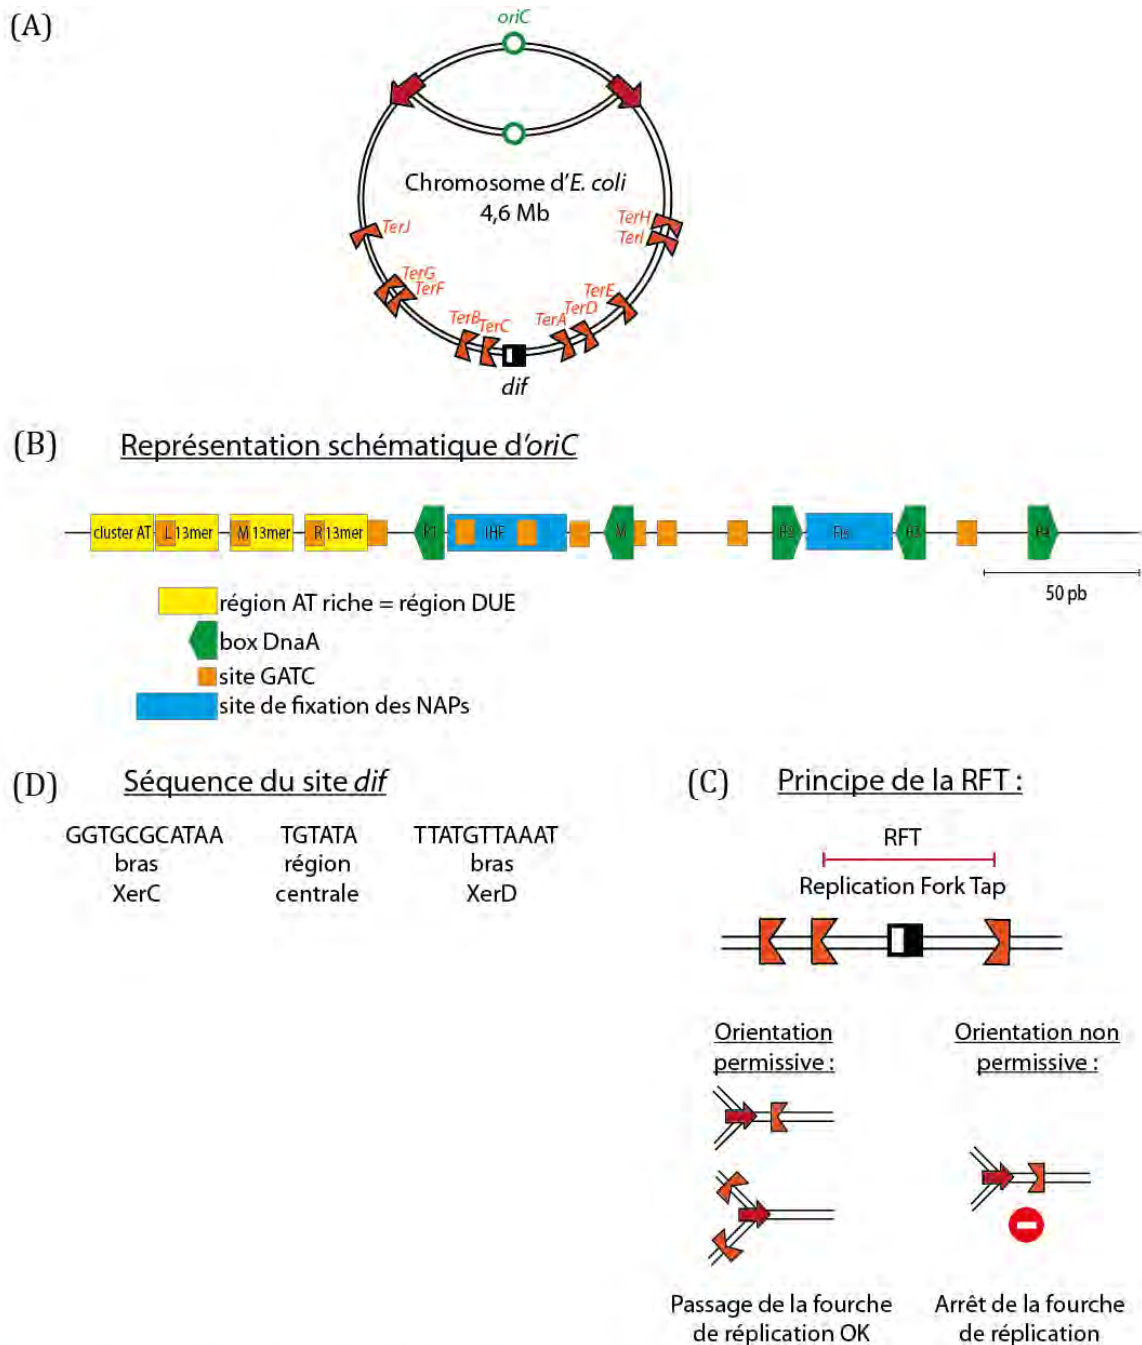 (A)
oriC
Chromosome d'E. coli
4,6 Mb
TerH
TerI
TerJ
TerG
TerF
TerE
TerD
TerA
TerB
TerC
dif
(B) Représentation schématique d'oriC
cluster AT L 13mer M 13mer R 13mer R1 IHF M R2 Fis R3 R4
50 pb
région AT riche = région DUE
box DnaA
site GATC
site de fixation des NAPs
(D) Séquence du site dif
GGTGCGCATAA TGTATA TTATGTTAAAT
bras région bras
XerC centrale XerD
(C) Principe de la RFT :
RFT
Replication Fork Tap
Orientation
permissive :
Orientation non
permissive :
Passage de la fourche
de réplication OK
Arrêt de la fourche
de réplication